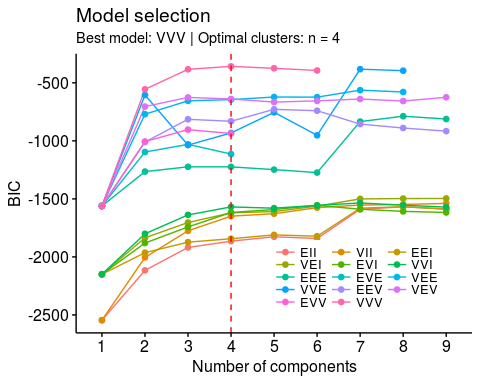 Model selection
Best model: VVV | Optimal clusters: n = 4
BIC
-500
-1000
-1500
-2000
-2500
EII VII EEI
VEI EVI VVI
EEE EVE VEE
VVE EEV VEV
EVV VVV
1 2 3 4 5 6 7 8 9
Number of components